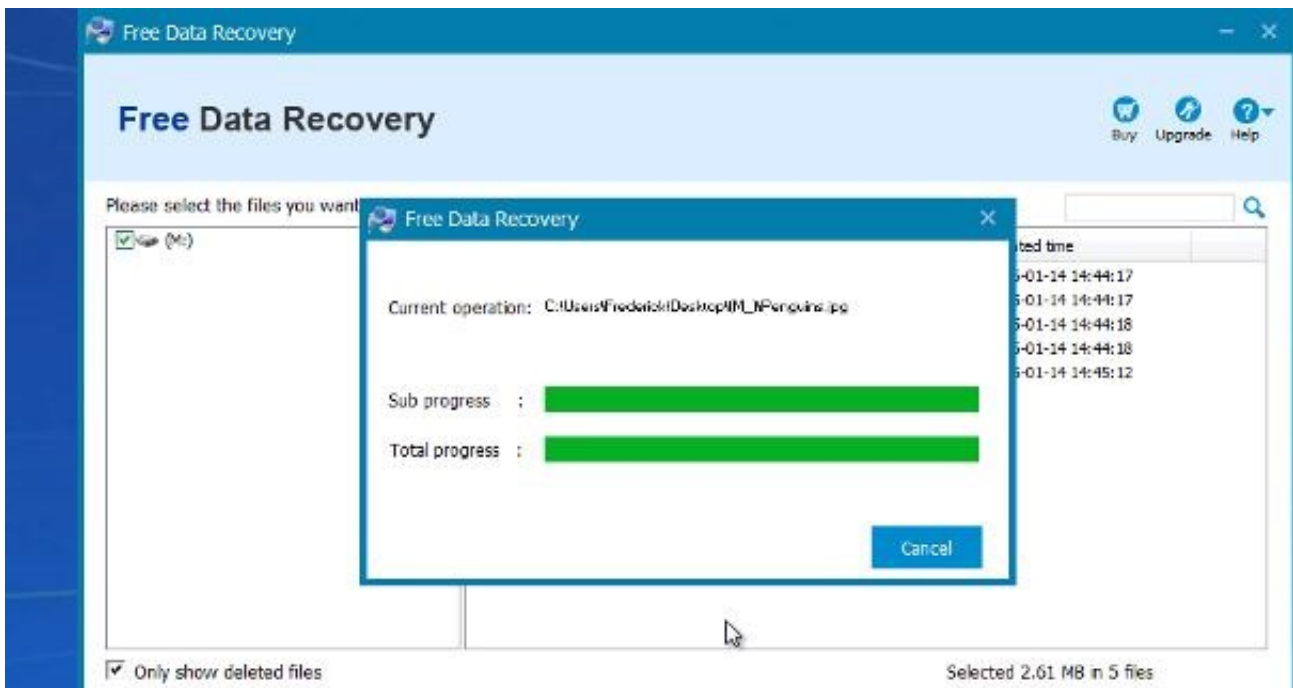 Free Data Recovery
Free Data Recovery
Buy Upgrade Help
Please select the files you want
(M:)
ated time
5-01-14 14:44:17
5-01-14 14:44:17
5-01-14 14:44:18
5-01-14 14:44:18
5-01-14 14:45:12
Free Data Recovery
Current operation: C:\Users\Frederick\Desktop\(M_)\Penguins.jpg
Sub progress :
Total progress :
Cancel
Only show deleted files
Selected 2.61 MB in 5 files